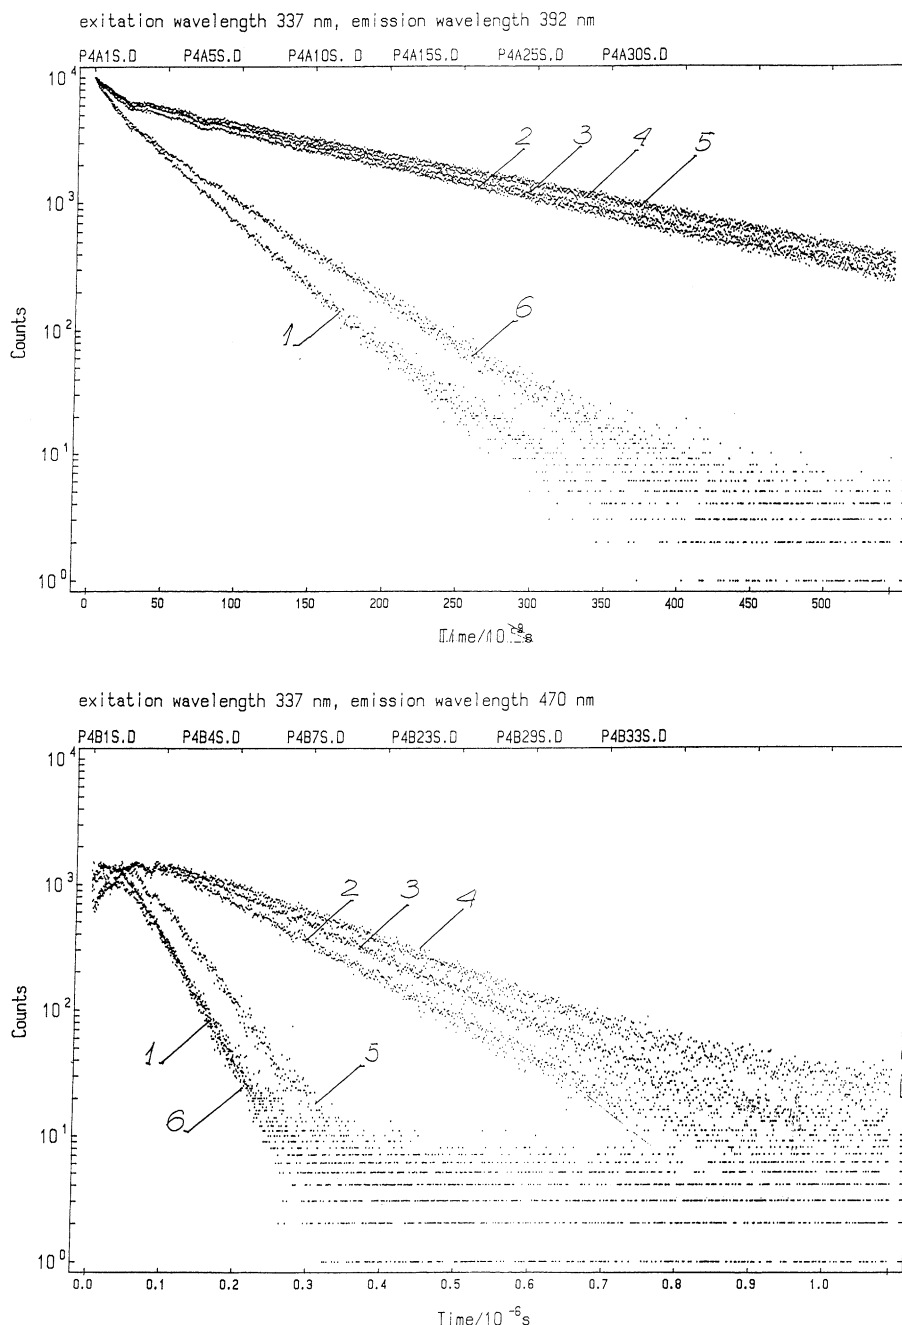 exitation wavelength 337 nm, emission wavelength 392 nm
P4A1S.D P4A5S.D P4A10S.D P4A15S.D P4A25S.D P4A30S.D
10^4
2 3 4 5
10^3
Counts
10^2
1 6
10^1
10^0
0 50 100 150 200 250 300 350 400 450 500
Time/10 s
exitation wavelength 337 nm, emission wavelength 470 nm
P4B1S.D P4B4S.D P4B7S.D P4B23S.D P4B29S.D P4B33S.D
10^4
10^3
2 3 4
Counts
10^2
1 5
6
10^1
10^0
0.0 0.1 0.2 0.3 0.4 0.5 0.6 0.7 0.8 0.9 1.0
Time/10^-6 s